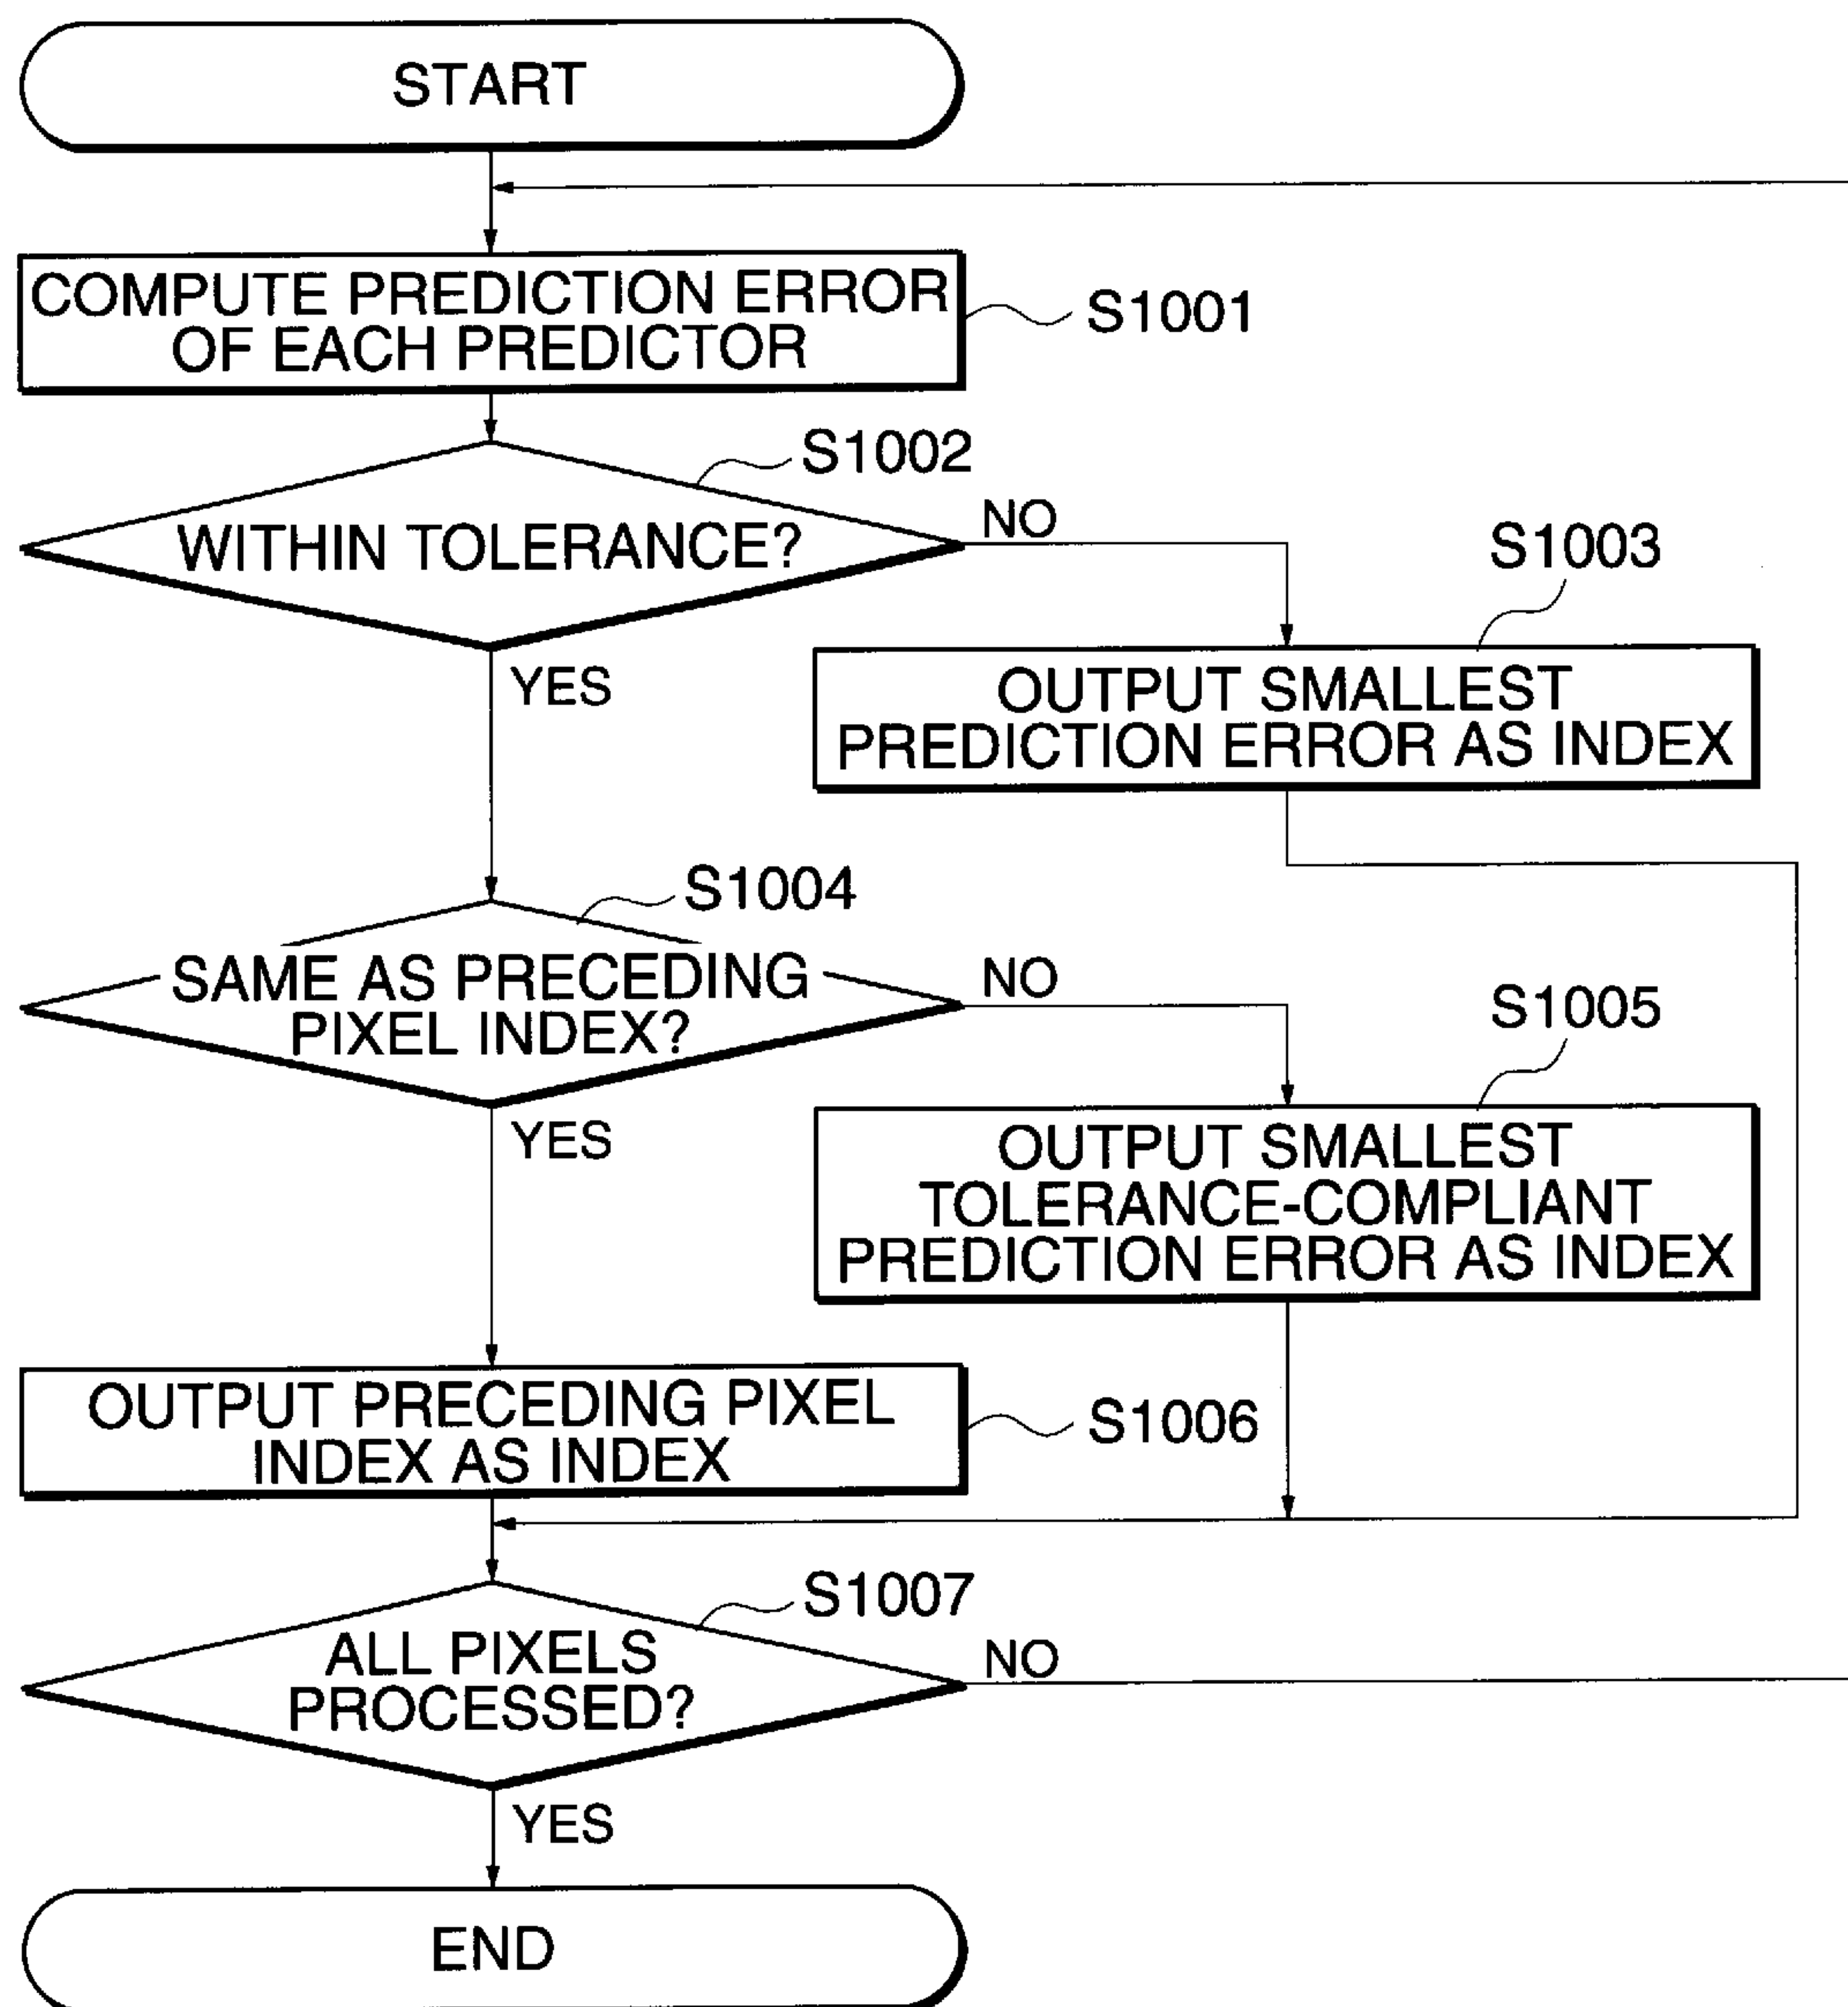 START
COMPUTE PREDICTION ERROR
OF EACH PREDICTOR
S1001
S1002
WITHIN TOLERANCE?
NO
YES
S1003
OUTPUT SMALLEST
PREDICTION ERROR AS INDEX
S1004
SAME AS PRECEDING
PIXEL INDEX?
NO
YES
S1005
OUTPUT SMALLEST
TOLERANCE-COMPLIANT
PREDICTION ERROR AS INDEX
OUTPUT PRECEDING PIXEL
INDEX AS INDEX
S1006
S1007
ALL PIXELS
PROCESSED?
NO
YES
END